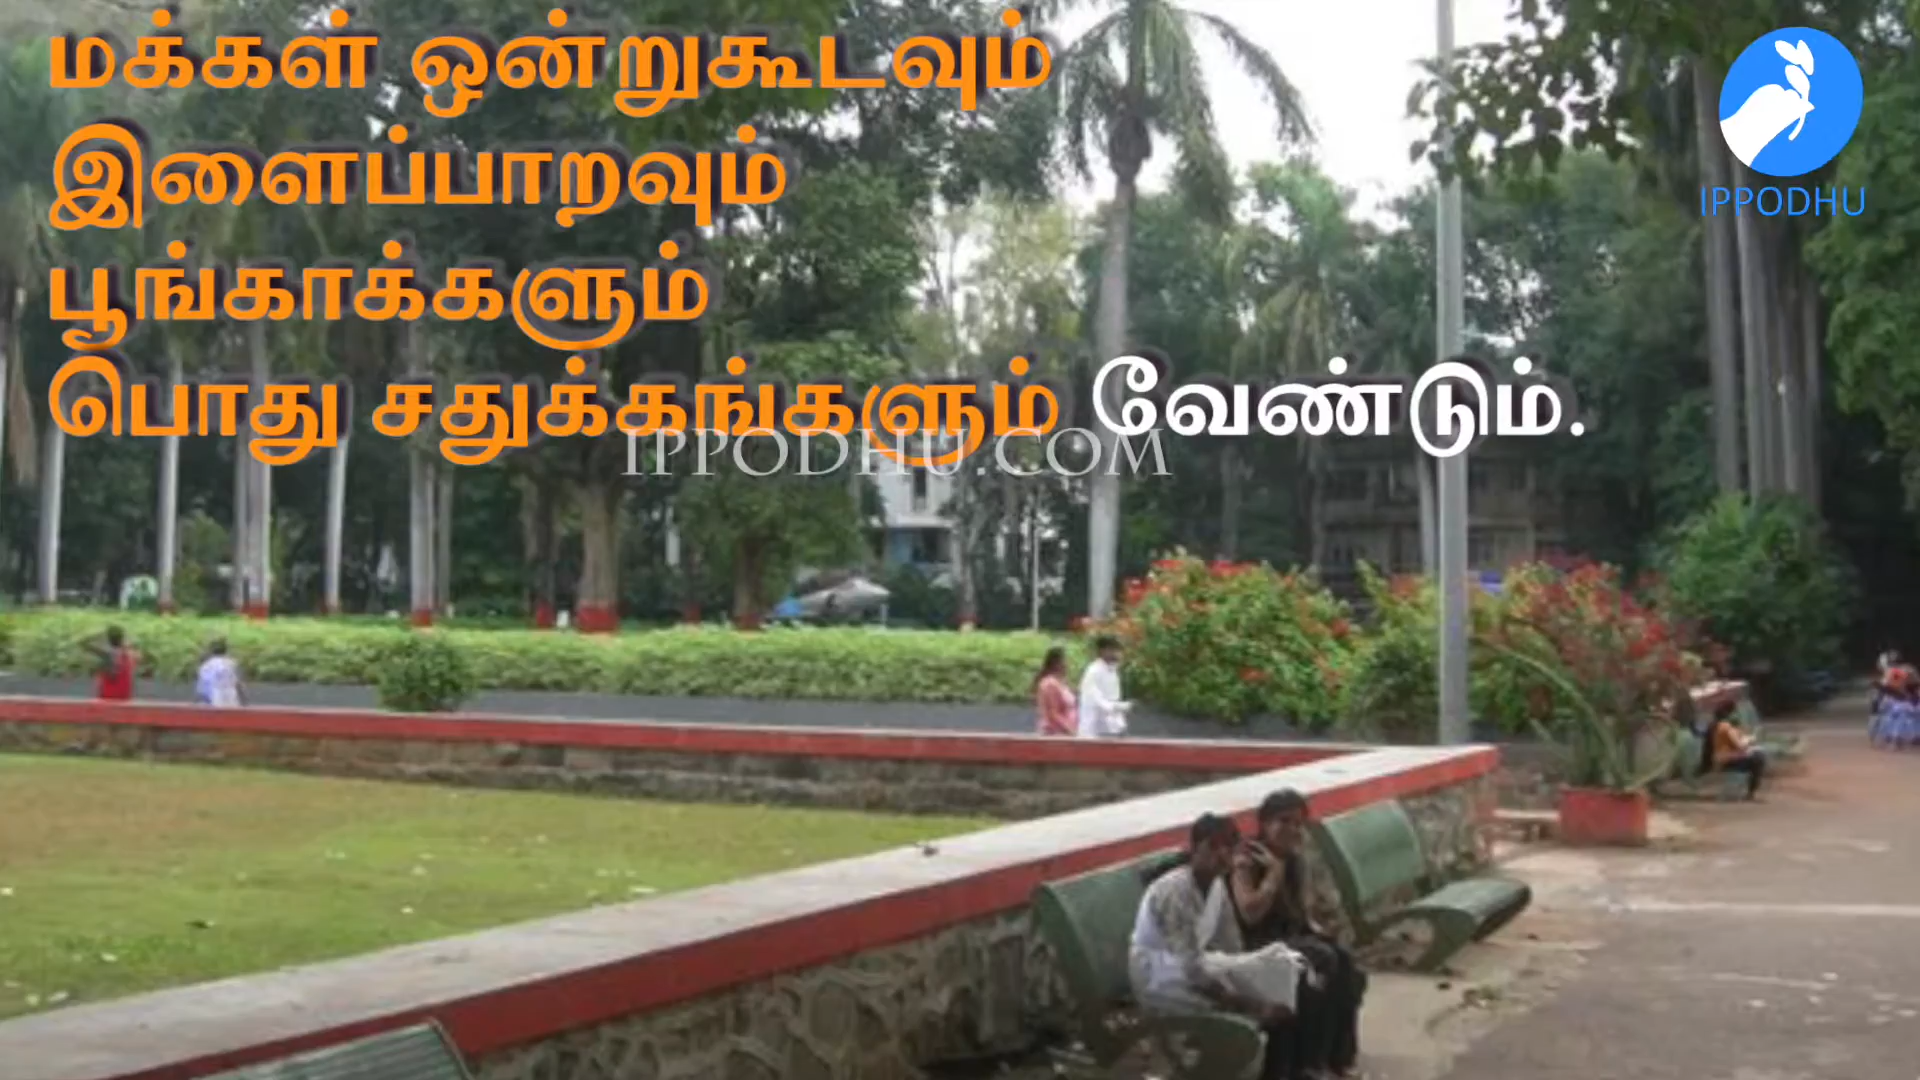 மக்கள் ஒன்றுகூடவும்
இளைப்பாறவும்
பூங்காக்களும்
பொது சதுக்கங்களும் வேண்டும்.
IPPODHU
IPPODHU.COM